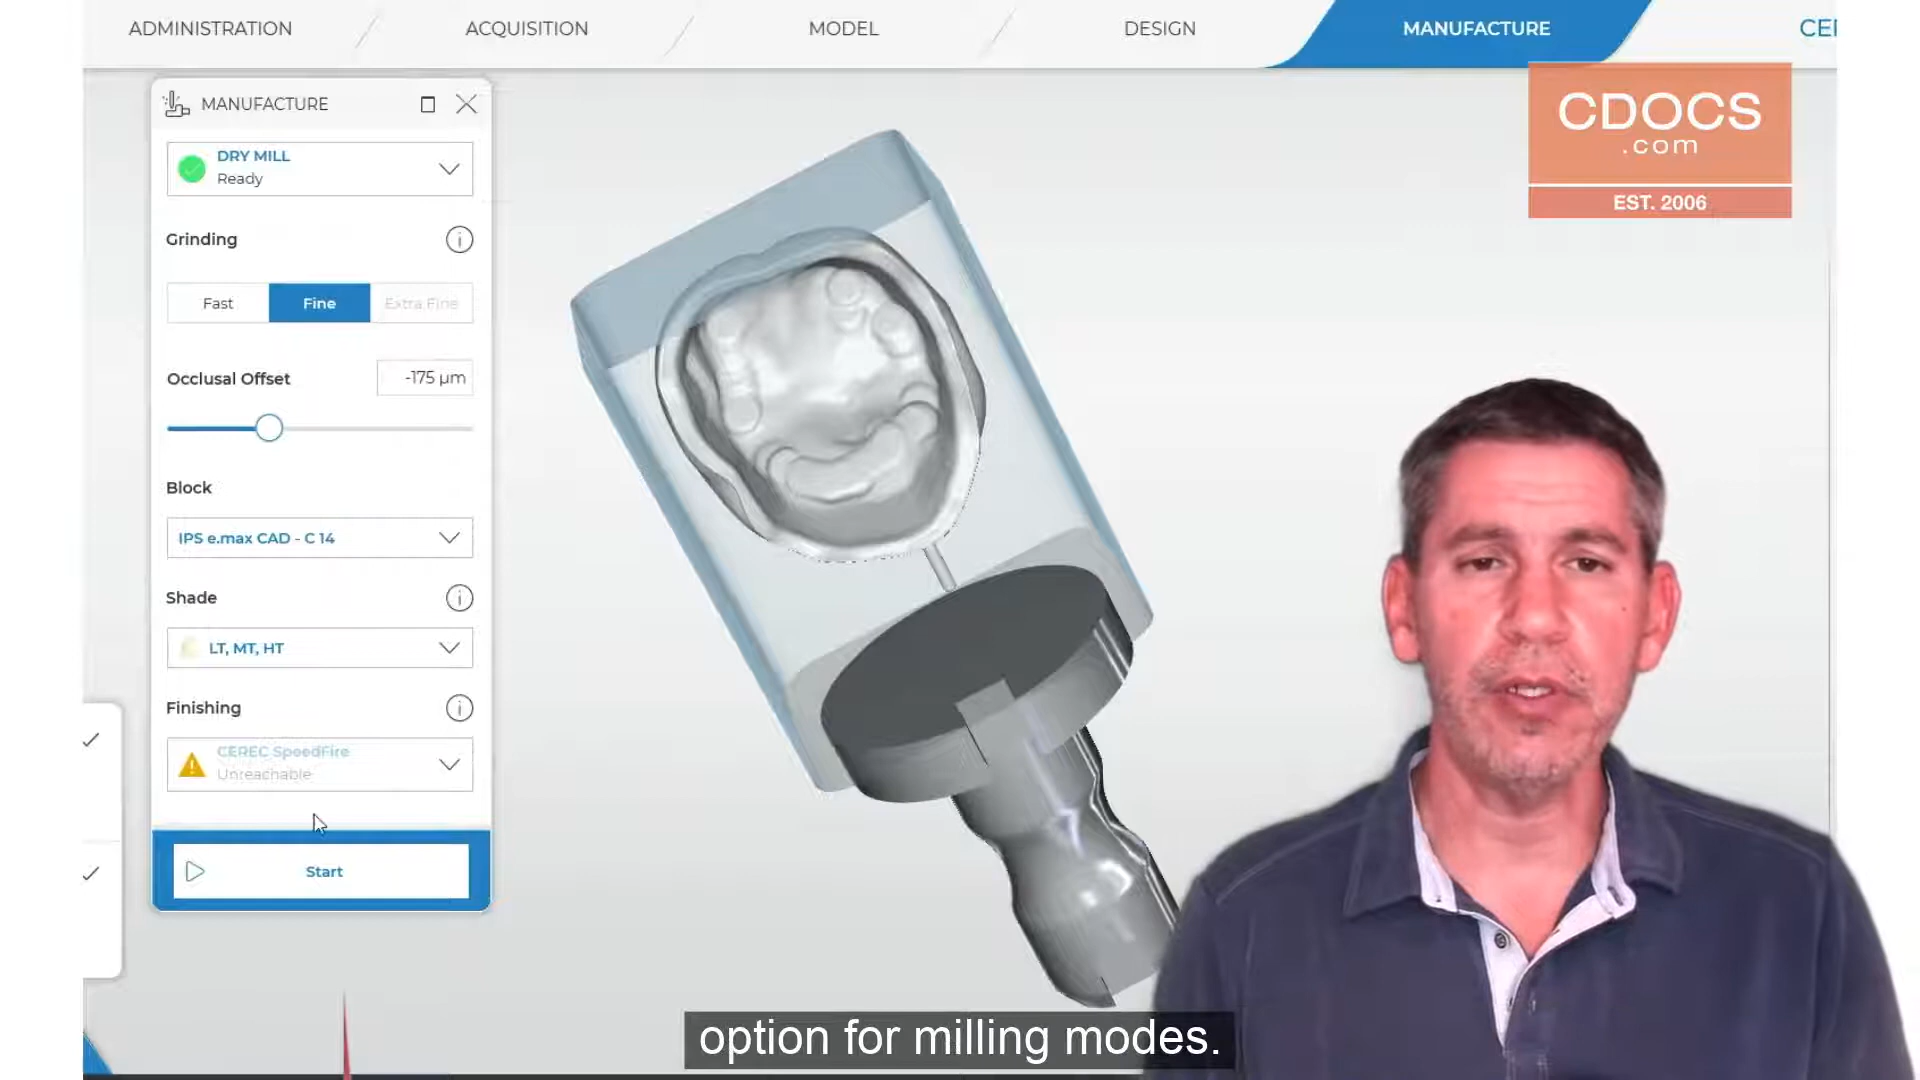 ADMINISTRATION
ACQUISITION
MODEL
DESIGN
MANUFACTURE
CDOCS
.com
EST. 2006
MANUFACTURE
DRY MILL
Ready
Grinding
Fast
Fine
Extra Fine
Occlusal Offset
-175 µm
Block
IPS e.max CAD - C 14
Shade
LT, MT, HT
Finishing
CEREC SpeedFire
Unreachable
Start
option for milling modes.